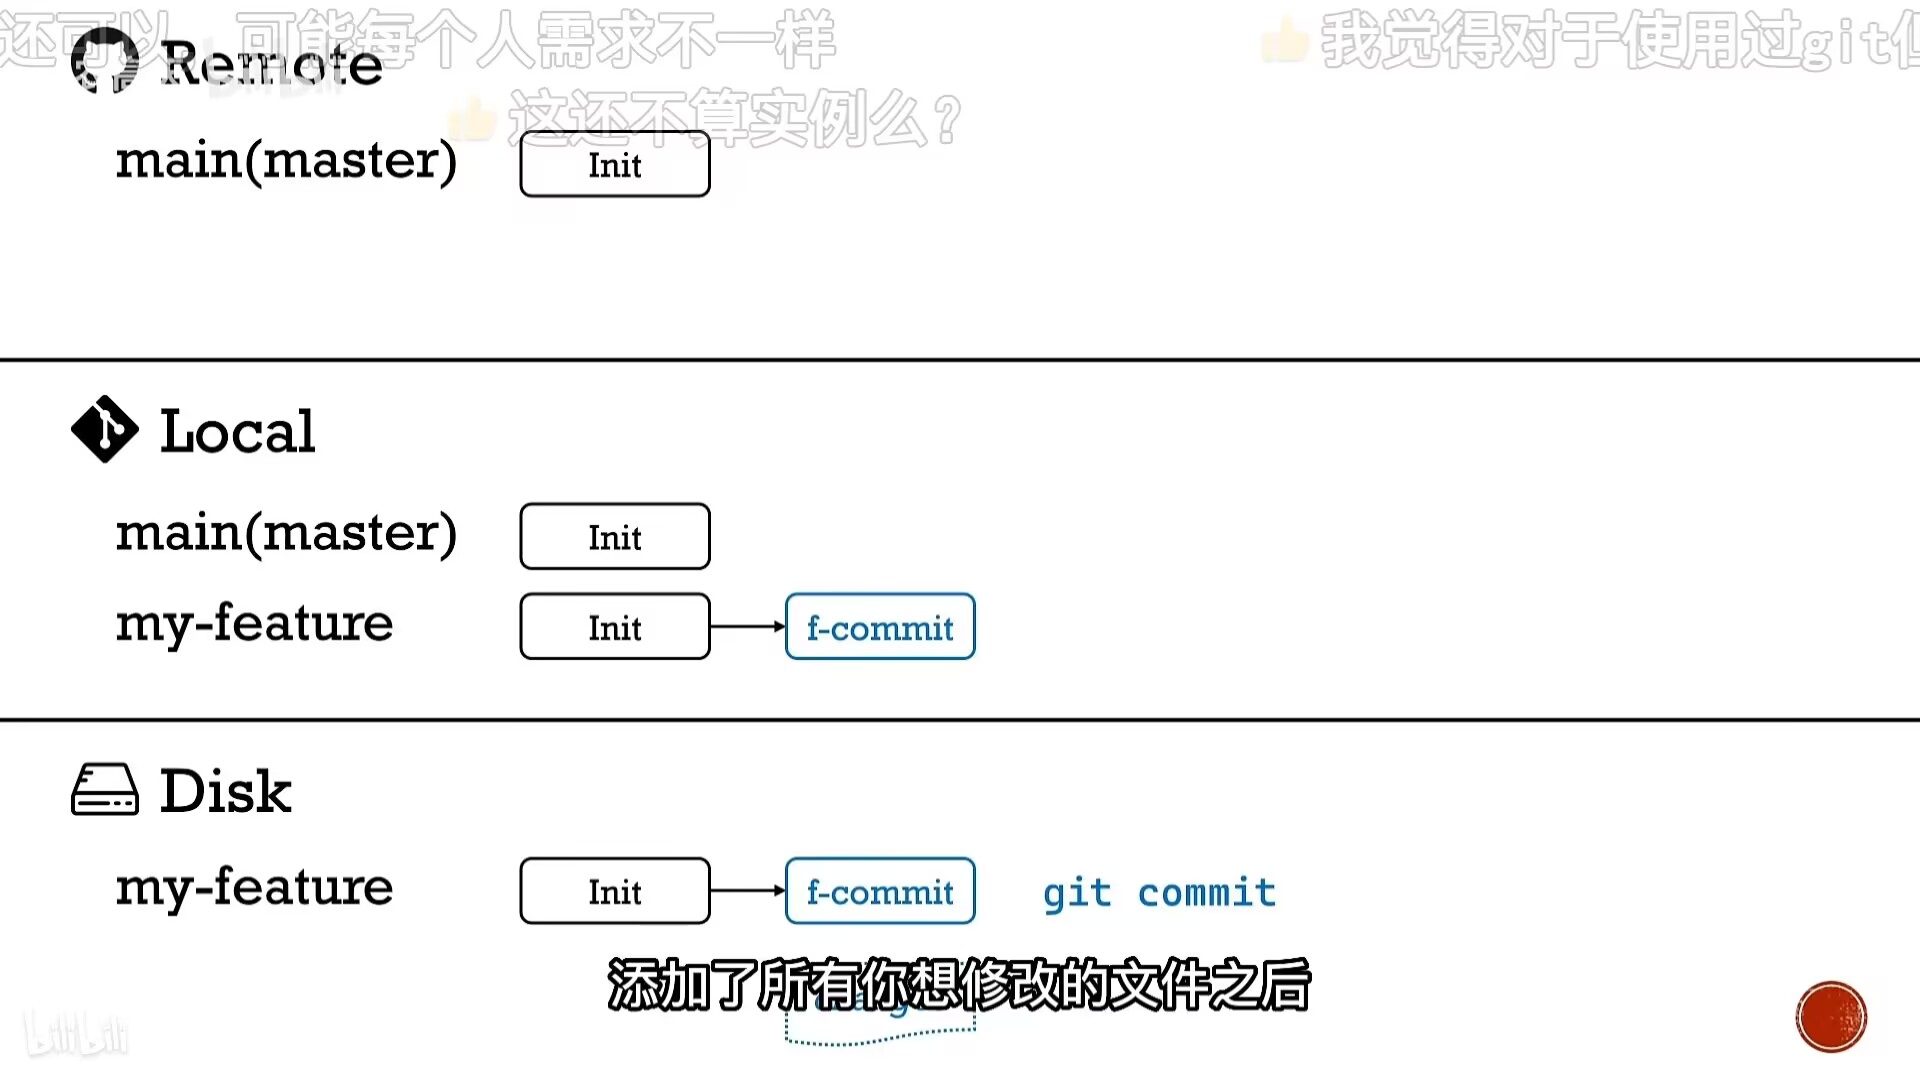 还可以，可能每个人需求不一样
我觉得对于使用过git但
Remote
这还不算实例么？
main(master) Init
Local
main(master) Init
my-feature Init f-commit
Disk
my-feature Init f-commit git commit
添加了所有你想修改的文件之后
bilibili